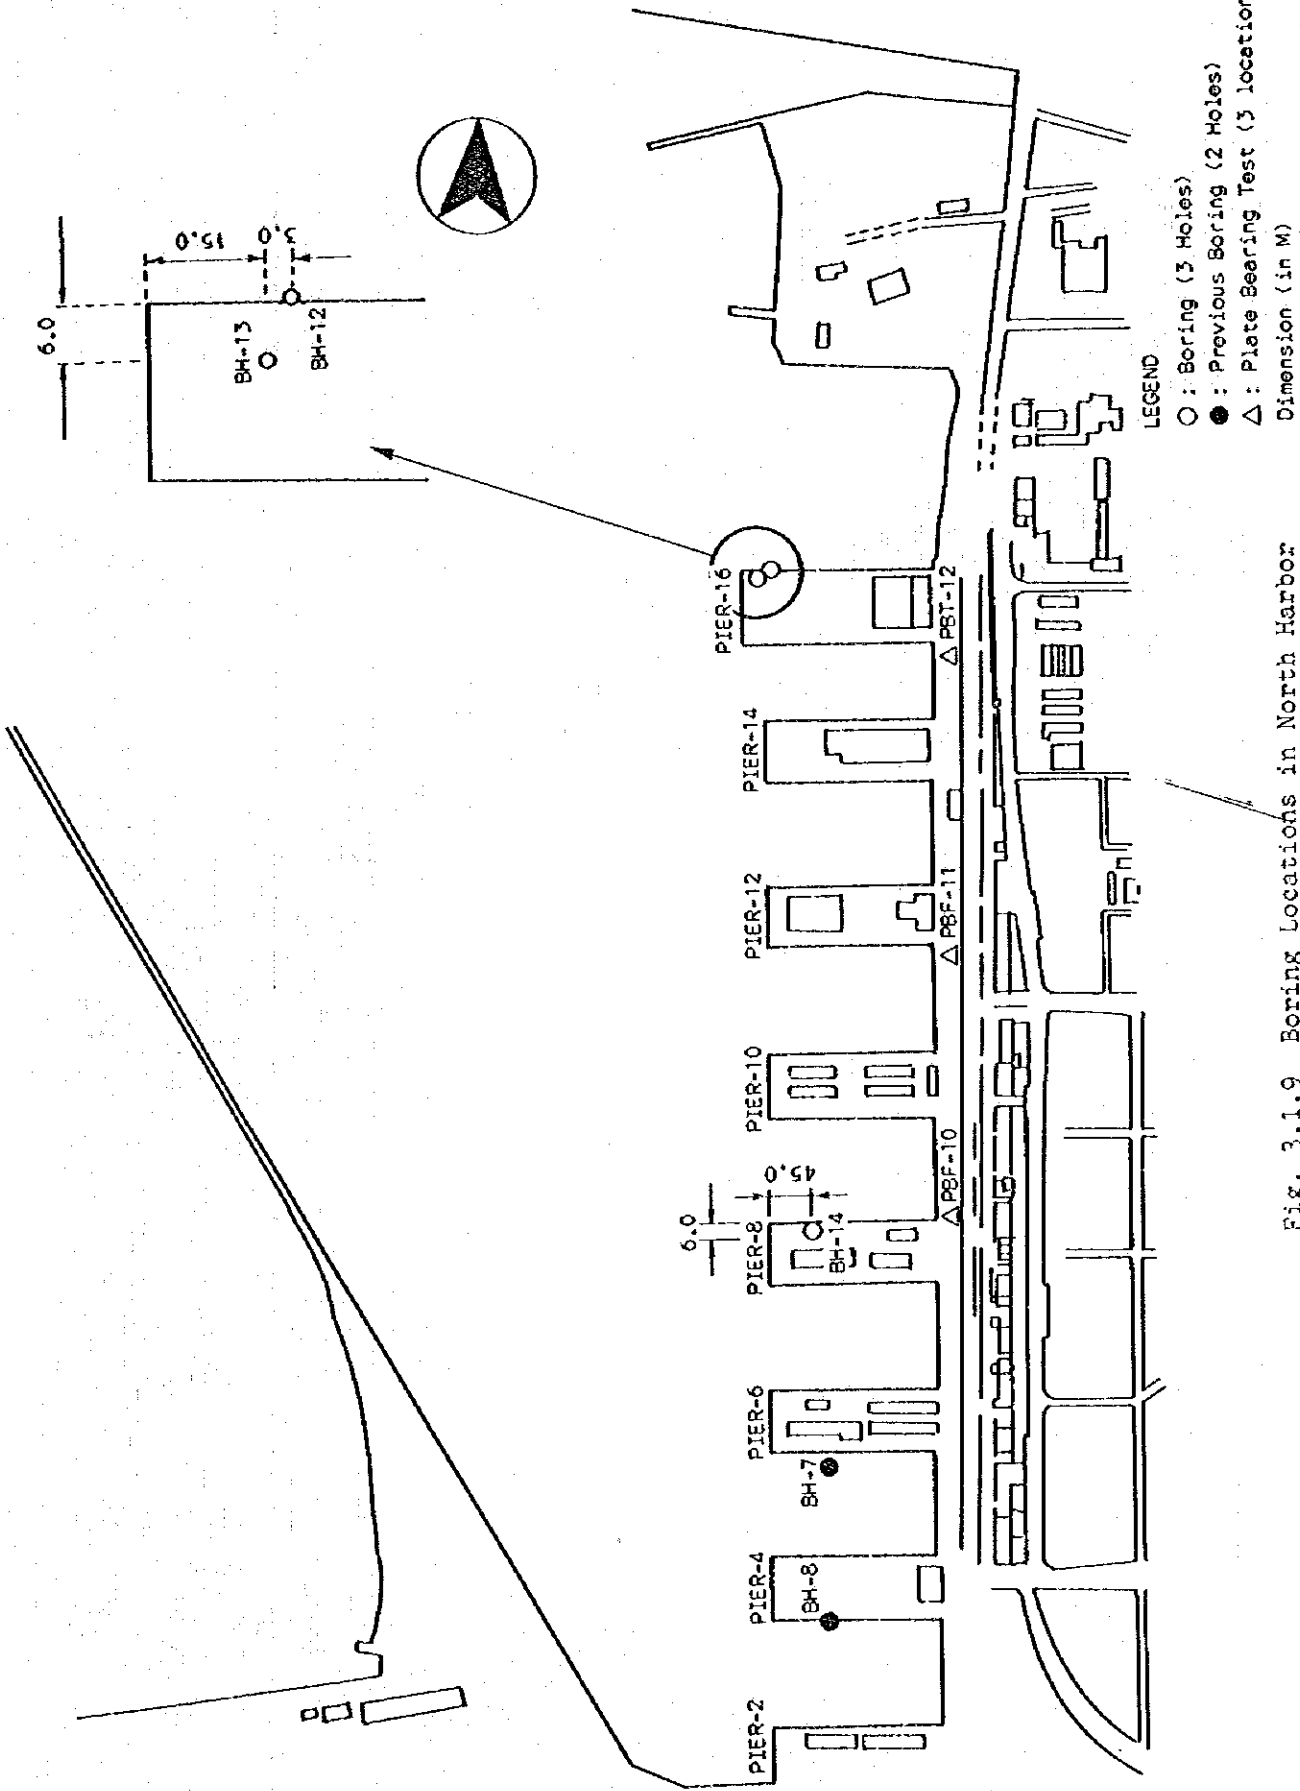 6.0
15.0
3.0
BH-13
BH-12
PIER-16
PIER-14
PIER-12
PIER-10
PIER-8
PIER-6
PIER-4
PIER-2
6.0
45.0
BH-14
BH-7
BH-8
△ PBT-12
△ PBF-11
△ PBF-10
LEGEND
○ : Boring (3 Holes)
● : Previous Boring (2 Holes)
△ : Plate Bearing Test (3 location
Dimension (in M)
Fig. 3.1.9 Boring Locations in North Harbor